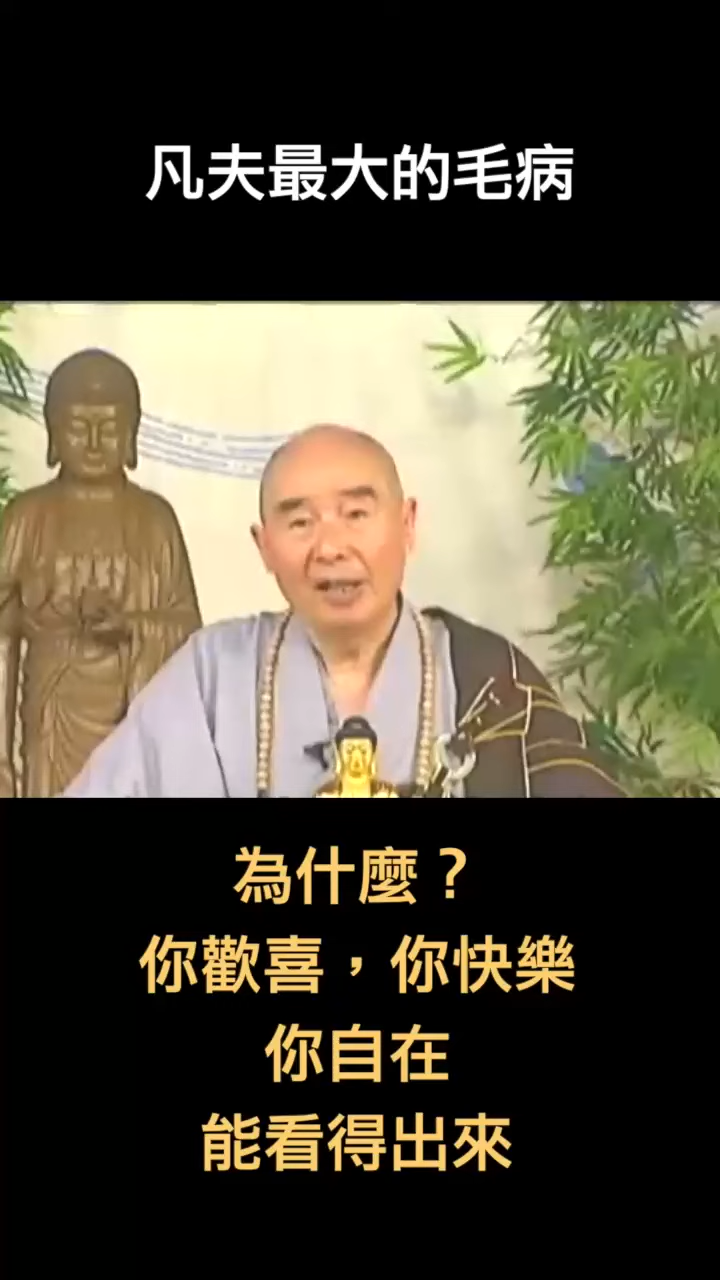 凡夫最大的毛病
為什麼？
你歡喜，你快樂
你自在
能看得出來